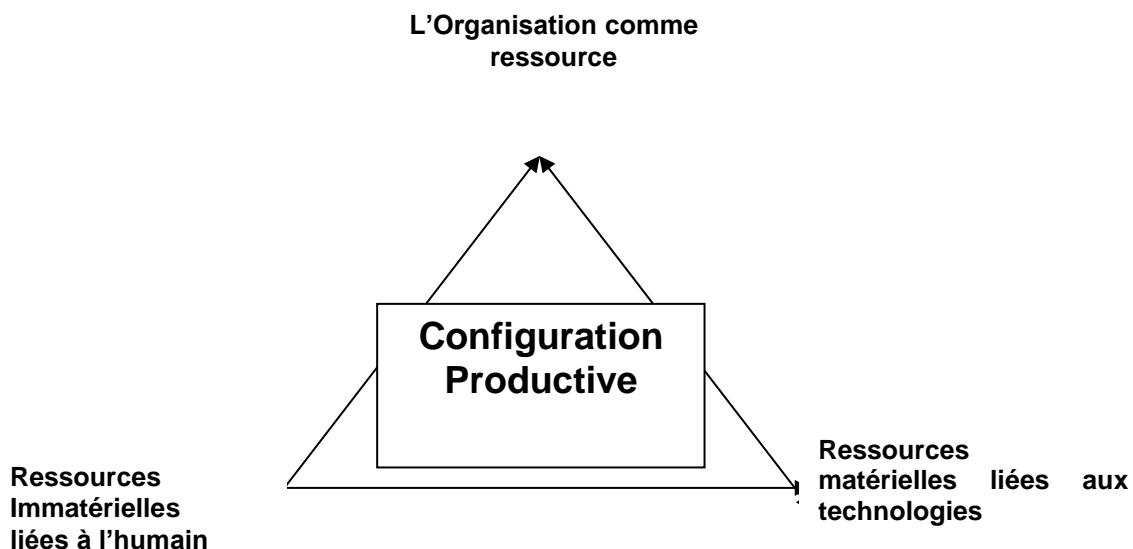 L’Organisation comme
ressource
Configuration
Productive
Ressources
Immatérielles
liées à l’humain
Ressources
matérielles liées aux
technologies